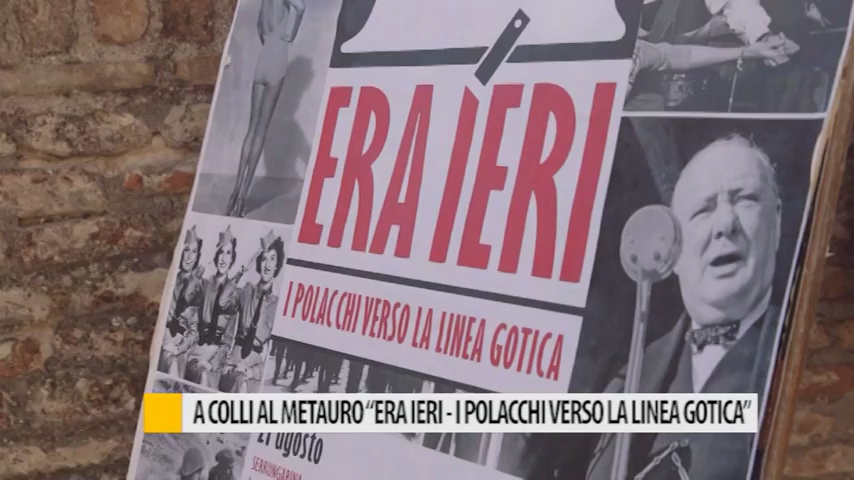 ERA IERI
I POLACCHI VERSO LA LINEA GOTICA
A COLLI AL METAURO "ERA IERI - I POLACCHI VERSO LA LINEA GOTICA"
21 agosto
SERRUNGARINA